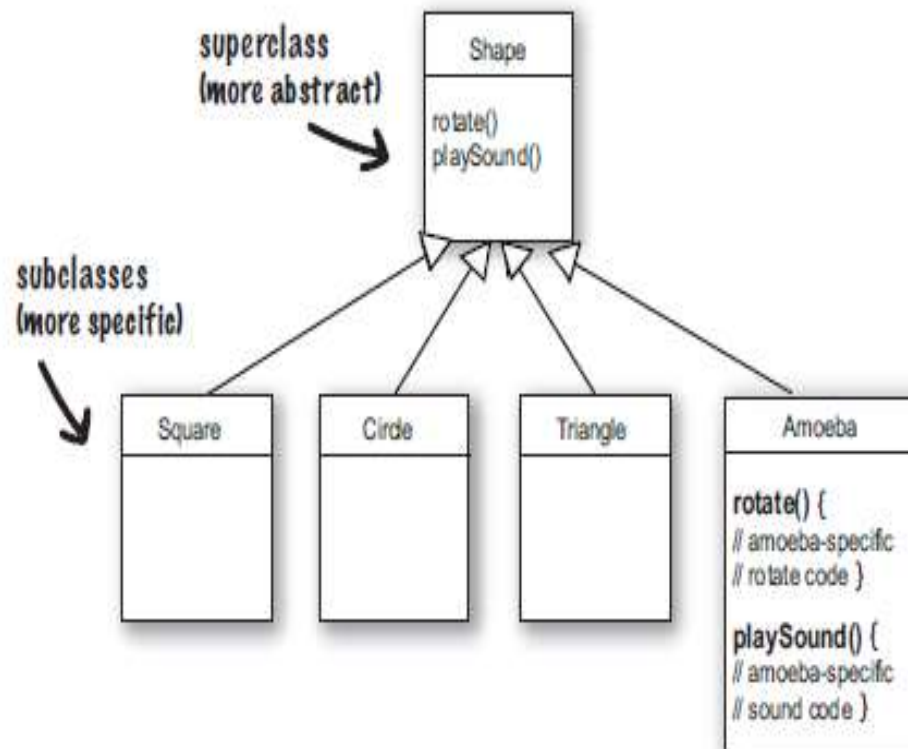 superclass
(more abstract)
Shape
rotate()
playSound()
subclasses
(more specific)
Square
Circle
Triangle
Amoeba
rotate() {
// amoeba-specific
// rotate code }
playSound() {
// amoeba-specific
// sound code }